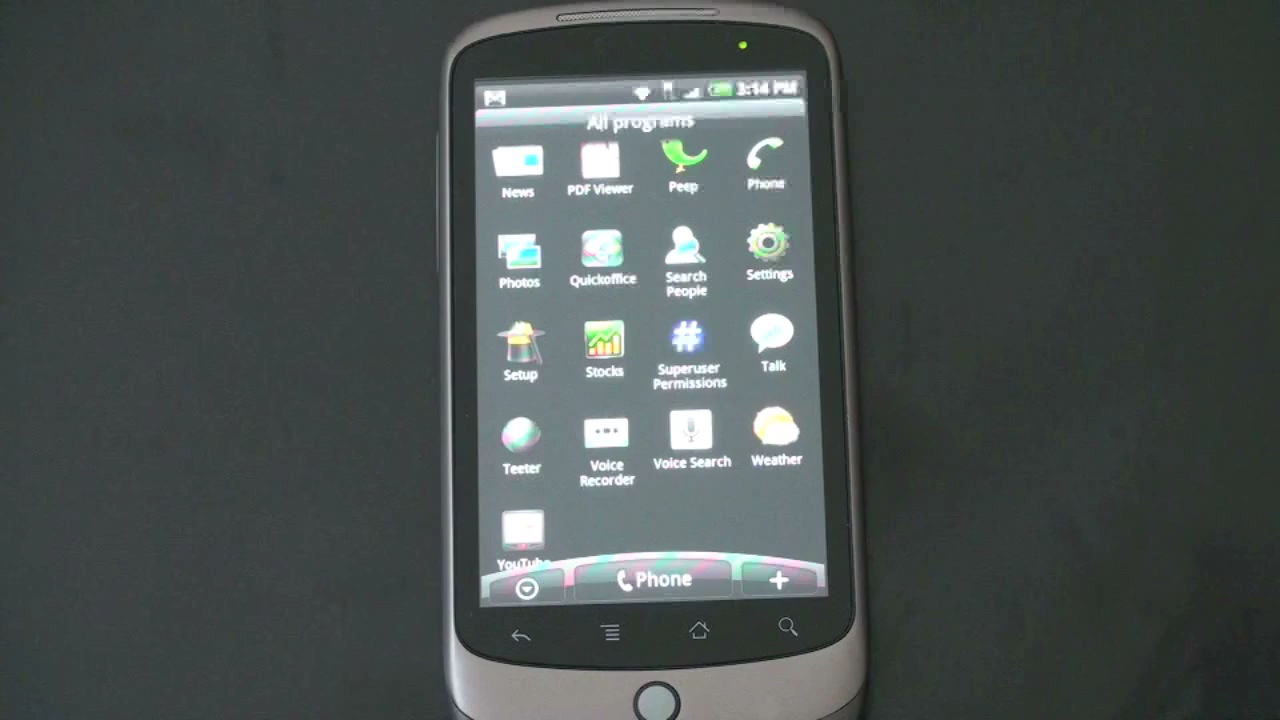 3:14 PM
All programs
News
PDF Viewer
Peep
Phone
Photos
Quickoffice
Search
People
Settings
Setup
Stocks
#
Superuser
Permissions
Talk
Teeter
Voice
Recorder
Voice Search
Weather
YouTube
Phone
+